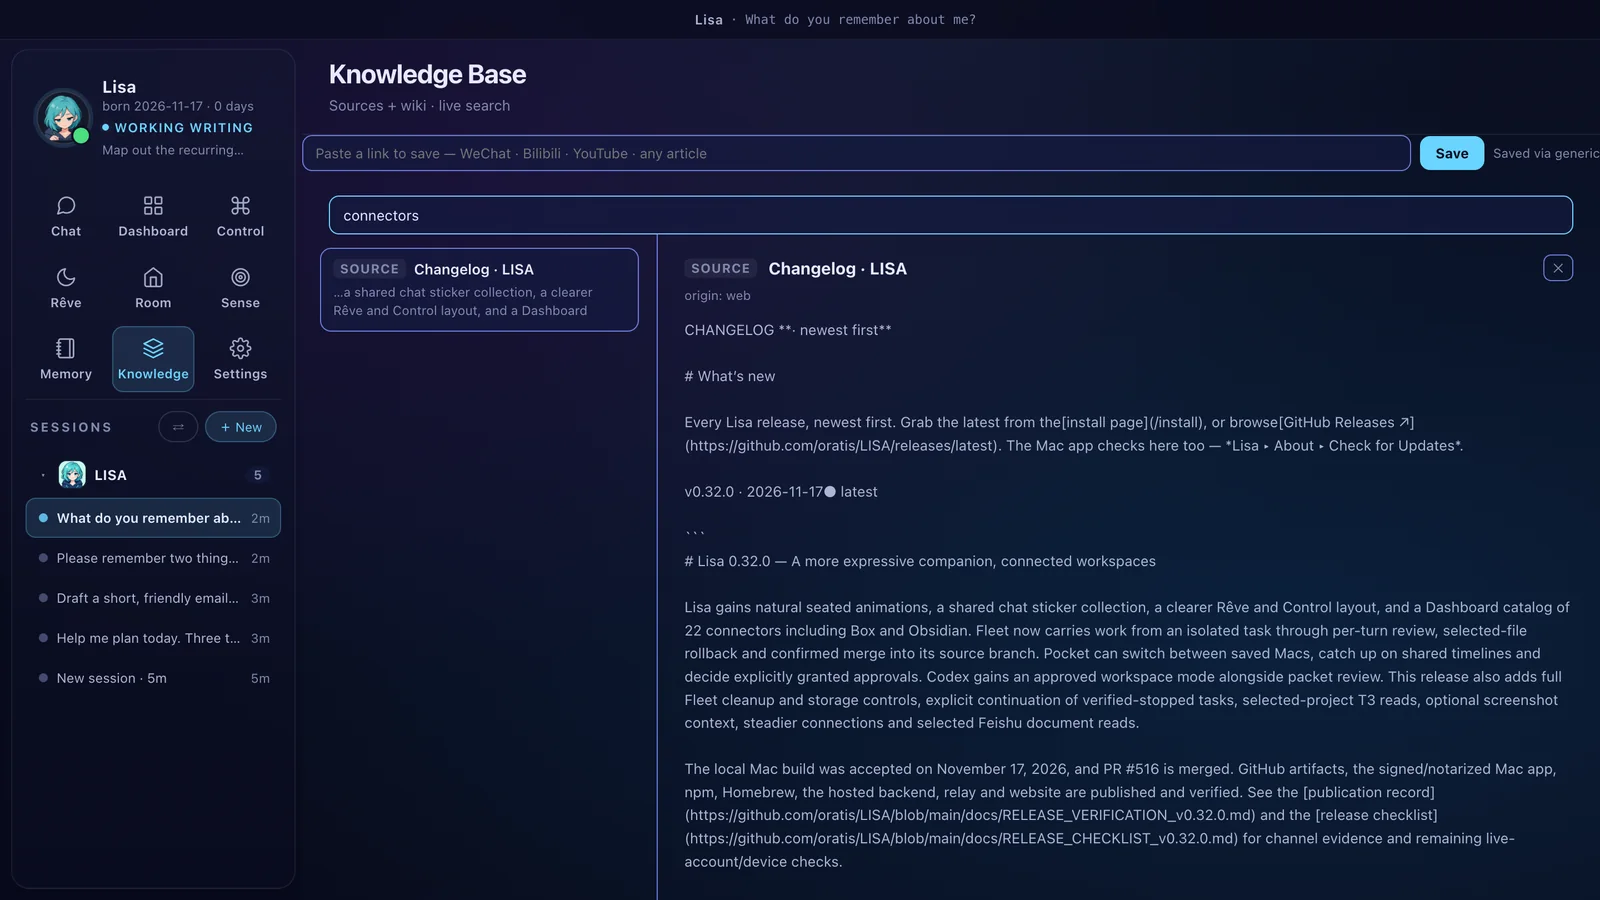 Lisa · What do you remember about me?
Lisa
born 2026-11-17 · 0 days
WORKING WRITING
Map out the recurring...
Chat
Dashboard
Control
Rêve
Room
Sense
Memory
Knowledge
Settings
SESSIONS
+ New
LISA
5
What do you remember ab... 2m
Please remember two thing... 2m
Draft a short, friendly email... 3m
Help me plan today. Three t... 3m
New session · 5m 5m
Knowledge Base
Sources + wiki · live search
Paste a link to save — WeChat · Bilibili · YouTube · any article
Save
Saved via generic
connectors
SOURCE Changelog · LISA
...a shared chat sticker collection, a clearer
Rêve and Control layout, and a Dashboard
SOURCE Changelog · LISA
origin: web
CHANGELOG **· newest first**
# What's new
Every Lisa release, newest first. Grab the latest from the[install page](/install), or browse[GitHub Releases ↗]
(https://github.com/oratis/LISA/releases/latest). The Mac app checks here too — *Lisa ▸ About ▸ Check for Updates*.
v0.32.0 · 2026-11-17● latest
```
# Lisa 0.32.0 — A more expressive companion, connected workspaces
Lisa gains natural seated animations, a shared chat sticker collection, a clearer Rêve and Control layout, and a Dashboard catalog of
22 connectors including Box and Obsidian. Fleet now carries work from an isolated task through per-turn review, selected-file
rollback and confirmed merge into its source branch. Pocket can switch between saved Macs, catch up on shared timelines and
decide explicitly granted approvals. Codex gains an approved workspace mode alongside packet review. This release also adds full
Fleet cleanup and storage controls, explicit continuation of verified-stopped tasks, selected-project T3 reads, optional screenshot
context, steadier connections and selected Feishu document reads.
The local Mac build was accepted on November 17, 2026, and PR #516 is merged. GitHub artifacts, the signed/notarized Mac app,
npm, Homebrew, the hosted backend, relay and website are published and verified. See the [publication record]
(https://github.com/oratis/LISA/blob/main/docs/RELEASE_VERIFICATION_v0.32.0.md) and the [release checklist]
(https://github.com/oratis/LISA/blob/main/docs/RELEASE_CHECKLIST_v0.32.0.md) for channel evidence and remaining live-
account/device checks.